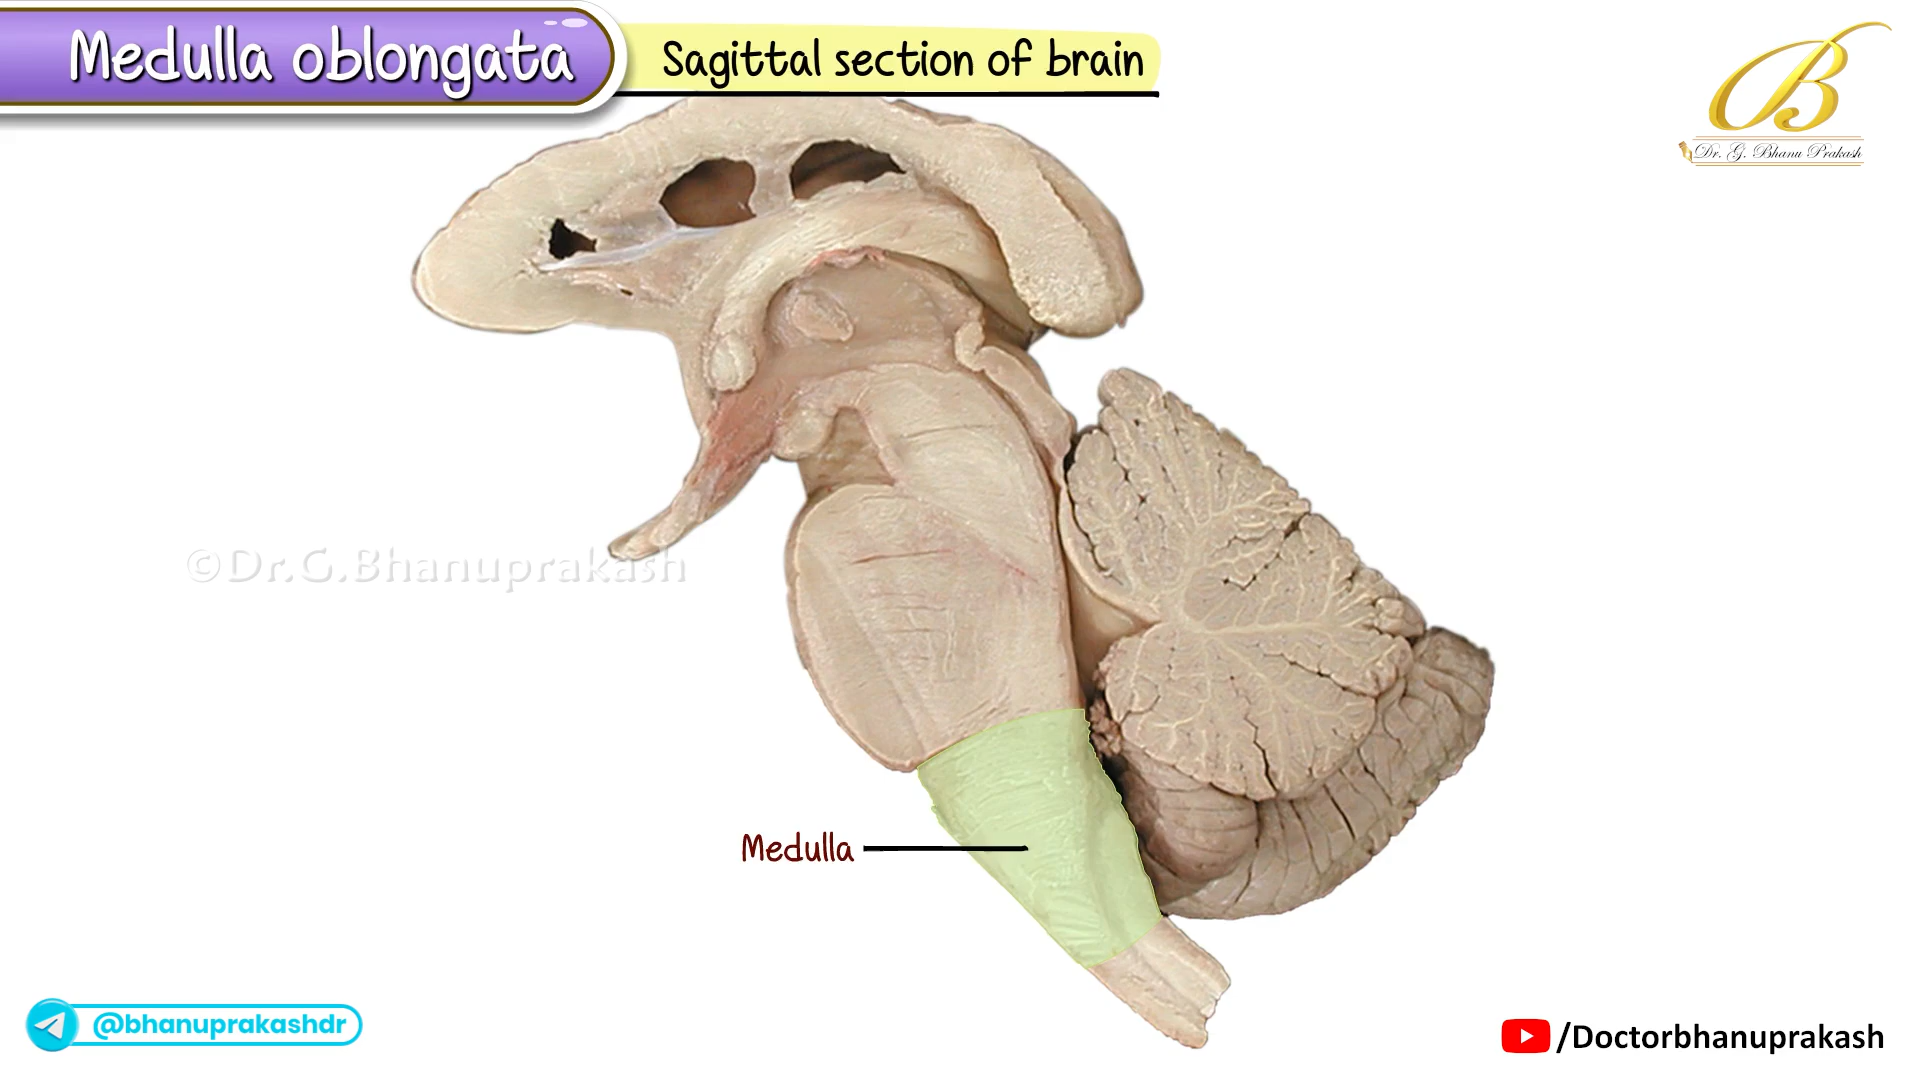 Medulla oblongata
Sagittal section of brain
B
Dr. G. Bhanu Prakash
©Dr.G.Bhanuprakash
Medulla
@bhanuprakashdr
/Doctorbhanuprakash